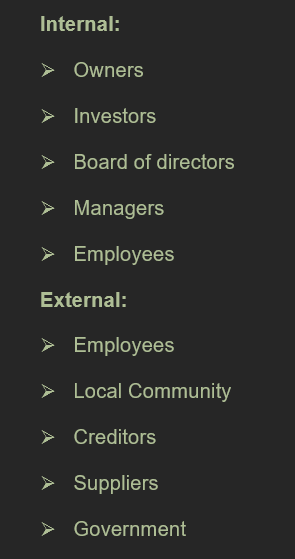 Internal:
➢ Owners
➢ Investors
➢ Board of directors
➢ Managers
➢ Employees
External:
➢ Employees
➢ Local Community
➢ Creditors
➢ Suppliers
➢ Government